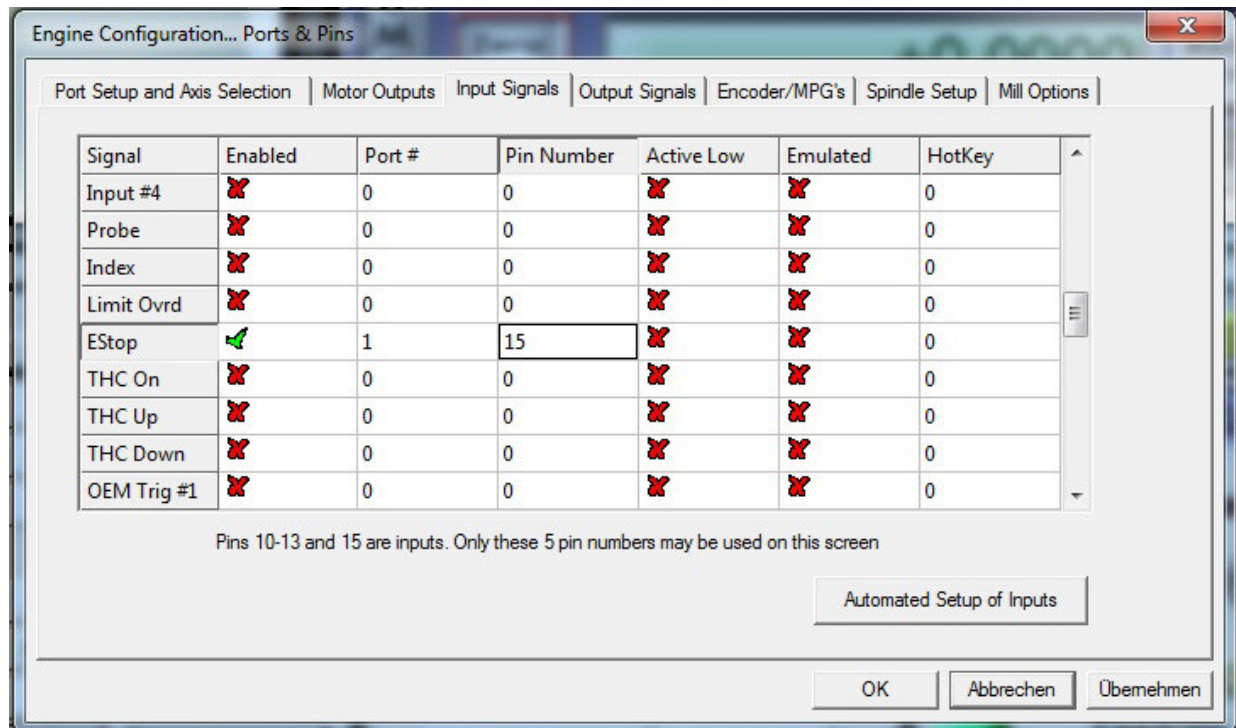 Engine Configuration... Ports & Pins
Port Setup and Axis Selection Motor Outputs Input Signals Output Signals Encoder/MPG's Spindle Setup Mill Options
Signal Enabled Port # Pin Number Active Low Emulated HotKey
Input #4 0 0 0
Probe 0 0 0
Index 0 0 0
Limit Ovrd 0 0 0
EStop 1 15 0
THC On 0 0 0
THC Up 0 0 0
THC Down 0 0 0
OEM Trig #1 0 0 0
Pins 10-13 and 15 are inputs. Only these 5 pin numbers may be used on this screen
Automated Setup of Inputs
OK Abbrechen Übernehmen